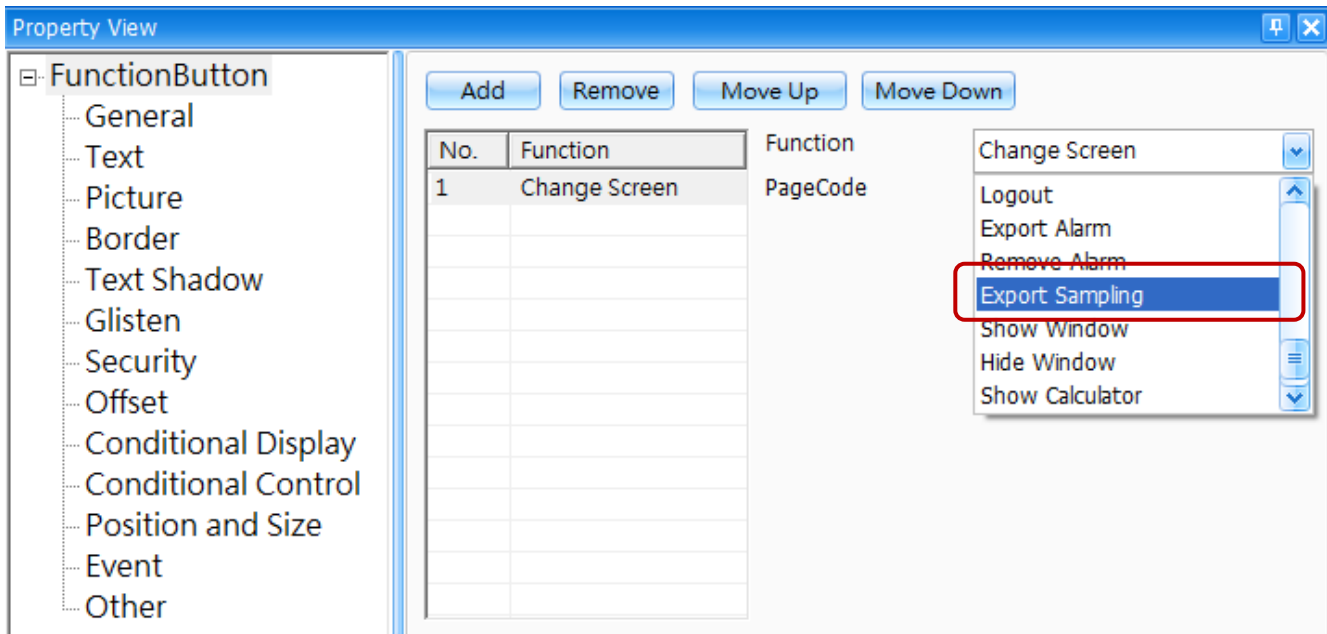 Property View
FunctionButton
General
Text
Picture
Border
Text Shadow
Glisten
Security
Offset
Conditional Display
Conditional Control
Position and Size
Event
Other
Add Remove Move Up Move Down
No. Function
1 Change Screen
Function Change Screen
PageCode
Logout
Export Alarm
Remove Alarm
Export Sampling
Show Window
Hide Window
Show Calculator